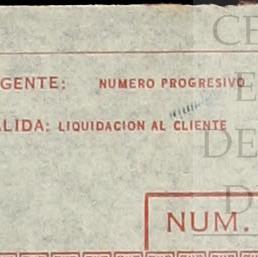 GENTE: NUMERO PROGRESIVO
LIDA: LIQUIDACION AL CLIENTE
NUM.